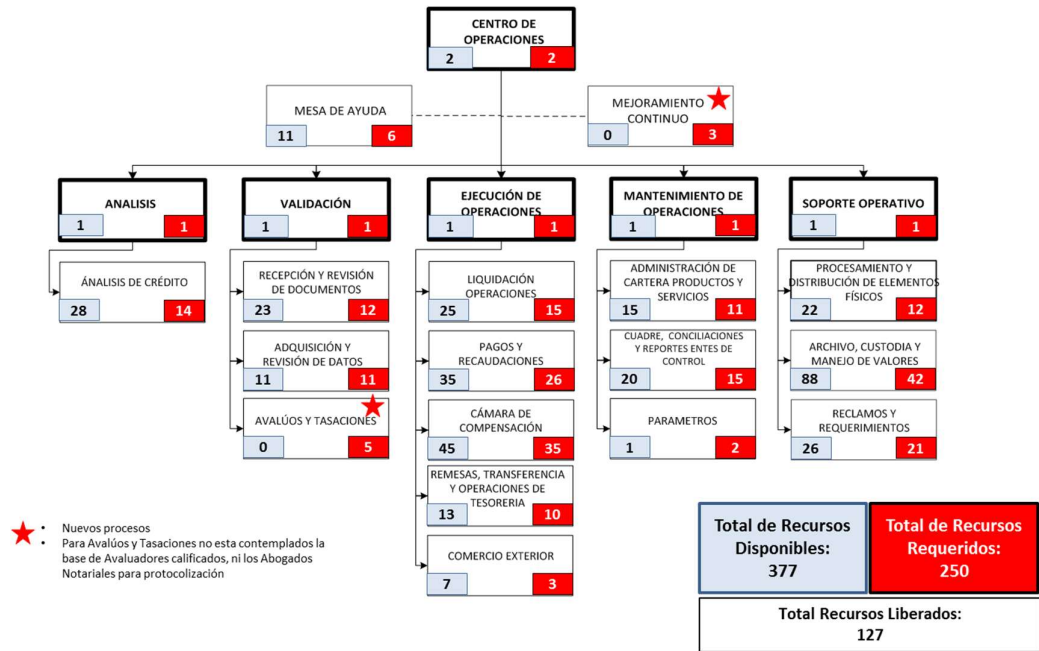 CENTRO DE
OPERACIONES
2
2
MESA DE AYUDA
11
6
MEJORAMIENTO
CONTINUO
0
3
ANALISIS
1
1
VALIDACIÓN
1
1
EJECUCIÓN DE
OPERACIONES
1
1
MANTENIMIENTO DE
OPERACIONES
1
1
SOPORTE OPERATIVO
1
1
ÁNALISIS DE CRÉDITO
28
14
RECEPCIÓN Y REVISIÓN
DE DOCUMENTOS
23
12
ADQUISICIÓN Y
REVISIÓN DE DATOS
11
11
AVALÚOS Y TASACIONES
0
5
LIQUIDACIÓN
OPERACIONES
25
15
PAGOS Y
RECAUDACIONES
35
26
CÁMARA DE
COMPENSACIÓN
45
35
REMESAS, TRANSFERENCIA
Y OPERACIONES DE
TESORERIA
13
10
COMERCIO EXTERIOR
7
3
ADMINISTRACIÓN DE
CARTERA PRODUCTOS Y
SERVICIOS
15
11
CUADRE, CONCILIACIONES
Y REPORTES ENTES DE
CONTROL
20
15
PARAMETROS
1
2
PROCESAMIENTO Y
DISTRIBUCIÓN DE ELEMENTOS
FÍSICOS
22
12
ARCHIVO, CUSTODIA Y
MANEJO DE VALORES
88
42
RECLAMOS Y
REQUERIMIENTOS
26
21
• Nuevos procesos
• Para Avalúos y Tasaciones no esta contemplados la
base de Avaluadores calificados, ni los Abogados
Notariales para protocolización
Total de Recursos
Disponibles:
377
Total de Recursos
Requeridos:
250
Total Recursos Liberados:
127